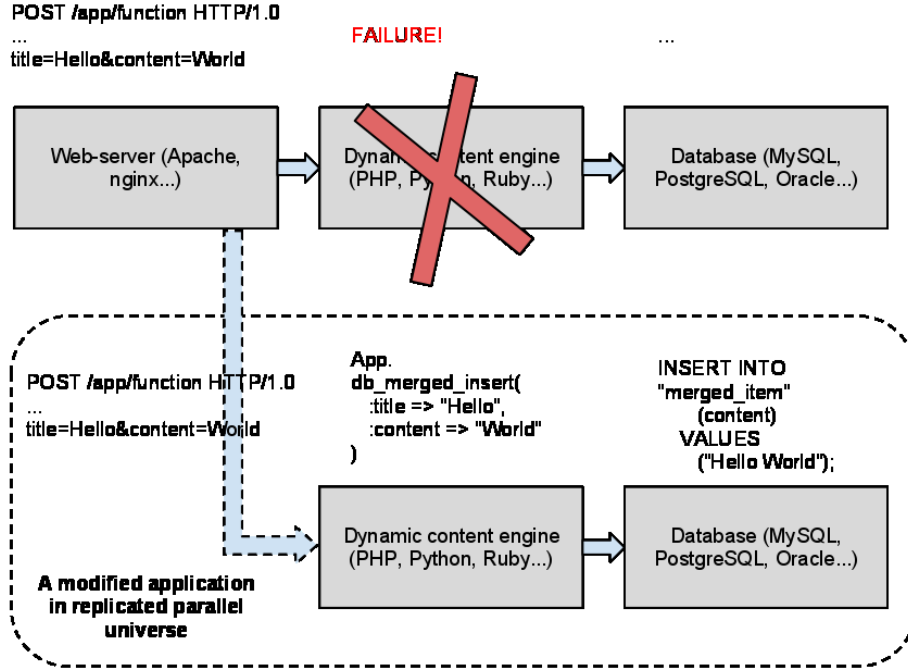 POST /app/function HTTP/1.0
...
title=Hello&content=World
FAILURE!
...
Web-server (Apache,
nginx...)
Dynamic content engine
(PHP, Python, Ruby...)
Database (MySQL,
PostgreSQL, Oracle...)
POST /app/function HTTP/1.0
...
title=Hello&content=World
App.
db_merged_insert(
:title => "Hello",
:content => "World"
)
INSERT INTO
"merged_item"
(content)
VALUES
("Hello World");
Dynamic content engine
(PHP, Python, Ruby...)
Database (MySQL,
PostgreSQL, Oracle...)
A modified application
in replicated parallel
universe